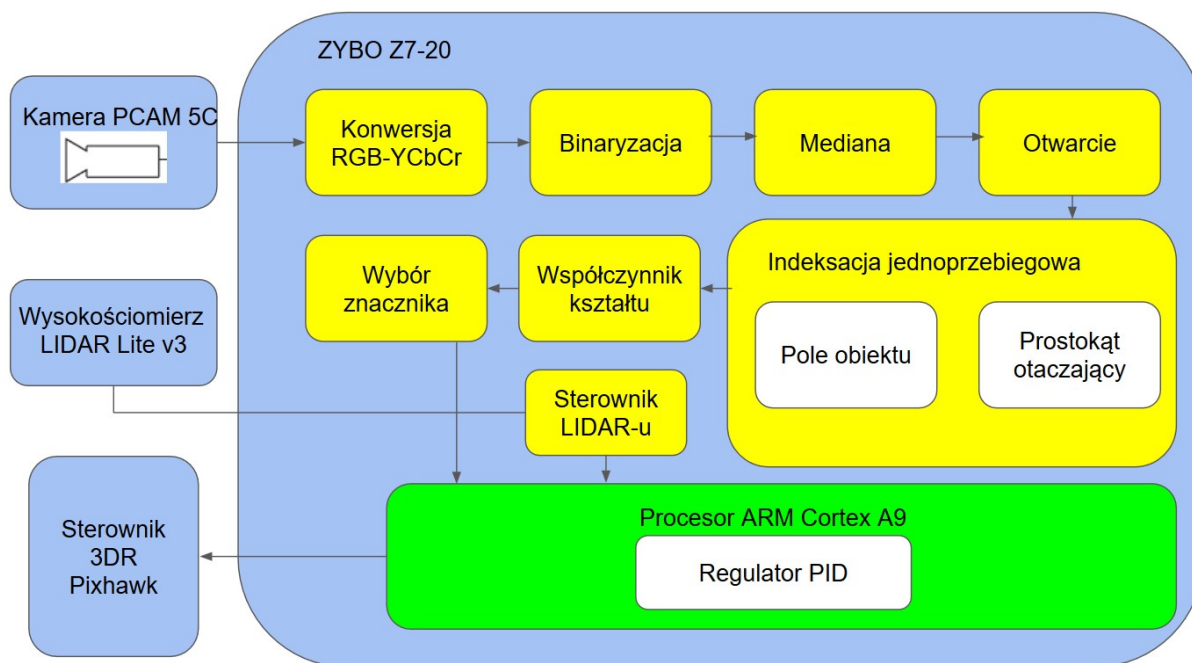 ZYBO Z7-20
Kamera PCAM 5C
Konwersja
RGB-YCbCr
Binaryzacja
Mediana
Otwarcie
Indeksacja jednoprzebiegowa
Pole obiektu
Prostokąt
otaczający
Współczynnik
kształtu
Wybór
znacznika
Wysokościomierz
LIDAR Lite v3
Sterownik
LIDAR-u
Procesor ARM Cortex A9
Regulator PID
Sterownik
3DR
Pixhawk